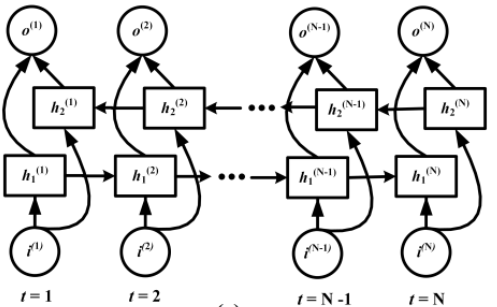 o(1) o(2) o(N-1) o(N)
h2(1) h2(2) ••• h2(N-1) h2(N)
h1(1) h1(2) ••• h1(N-1) h1(N)
i(1) i(2) i(N-1) i(N)
t = 1 t = 2 t = N -1 t = N